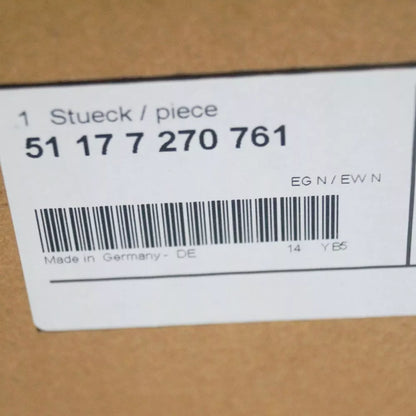 1 Stueck / piece
51 17 7 270 761
EG N / EW N
Made in Germany - DE 14 YB5